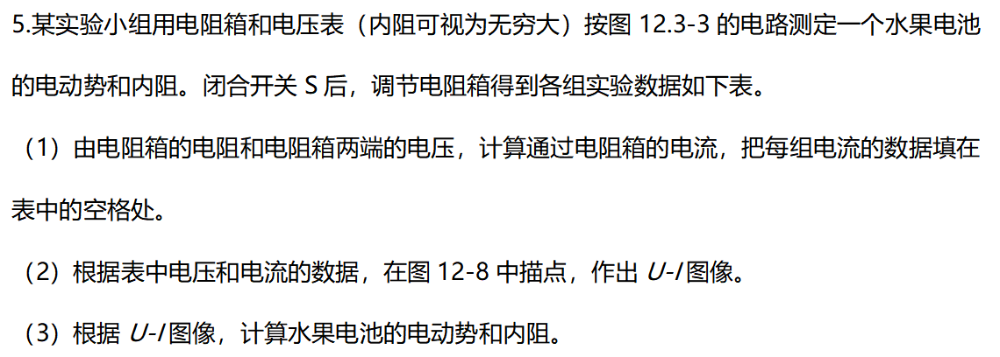 5.某实验小组用电阻箱和电压表（内阻可视为无穷大）按图 12.3-3 的电路测定一个水果电池
的电动势和内阻。闭合开关 S 后，调节电阻箱得到各组实验数据如下表。
（1）由电阻箱的电阻和电阻箱两端的电压，计算通过电阻箱的电流，把每组电流的数据填在
表中的空格处。
（2）根据表中电压和电流的数据，在图 12-8 中描点，作出 U-I 图像。
（3）根据 U-I 图像，计算水果电池的电动势和内阻。